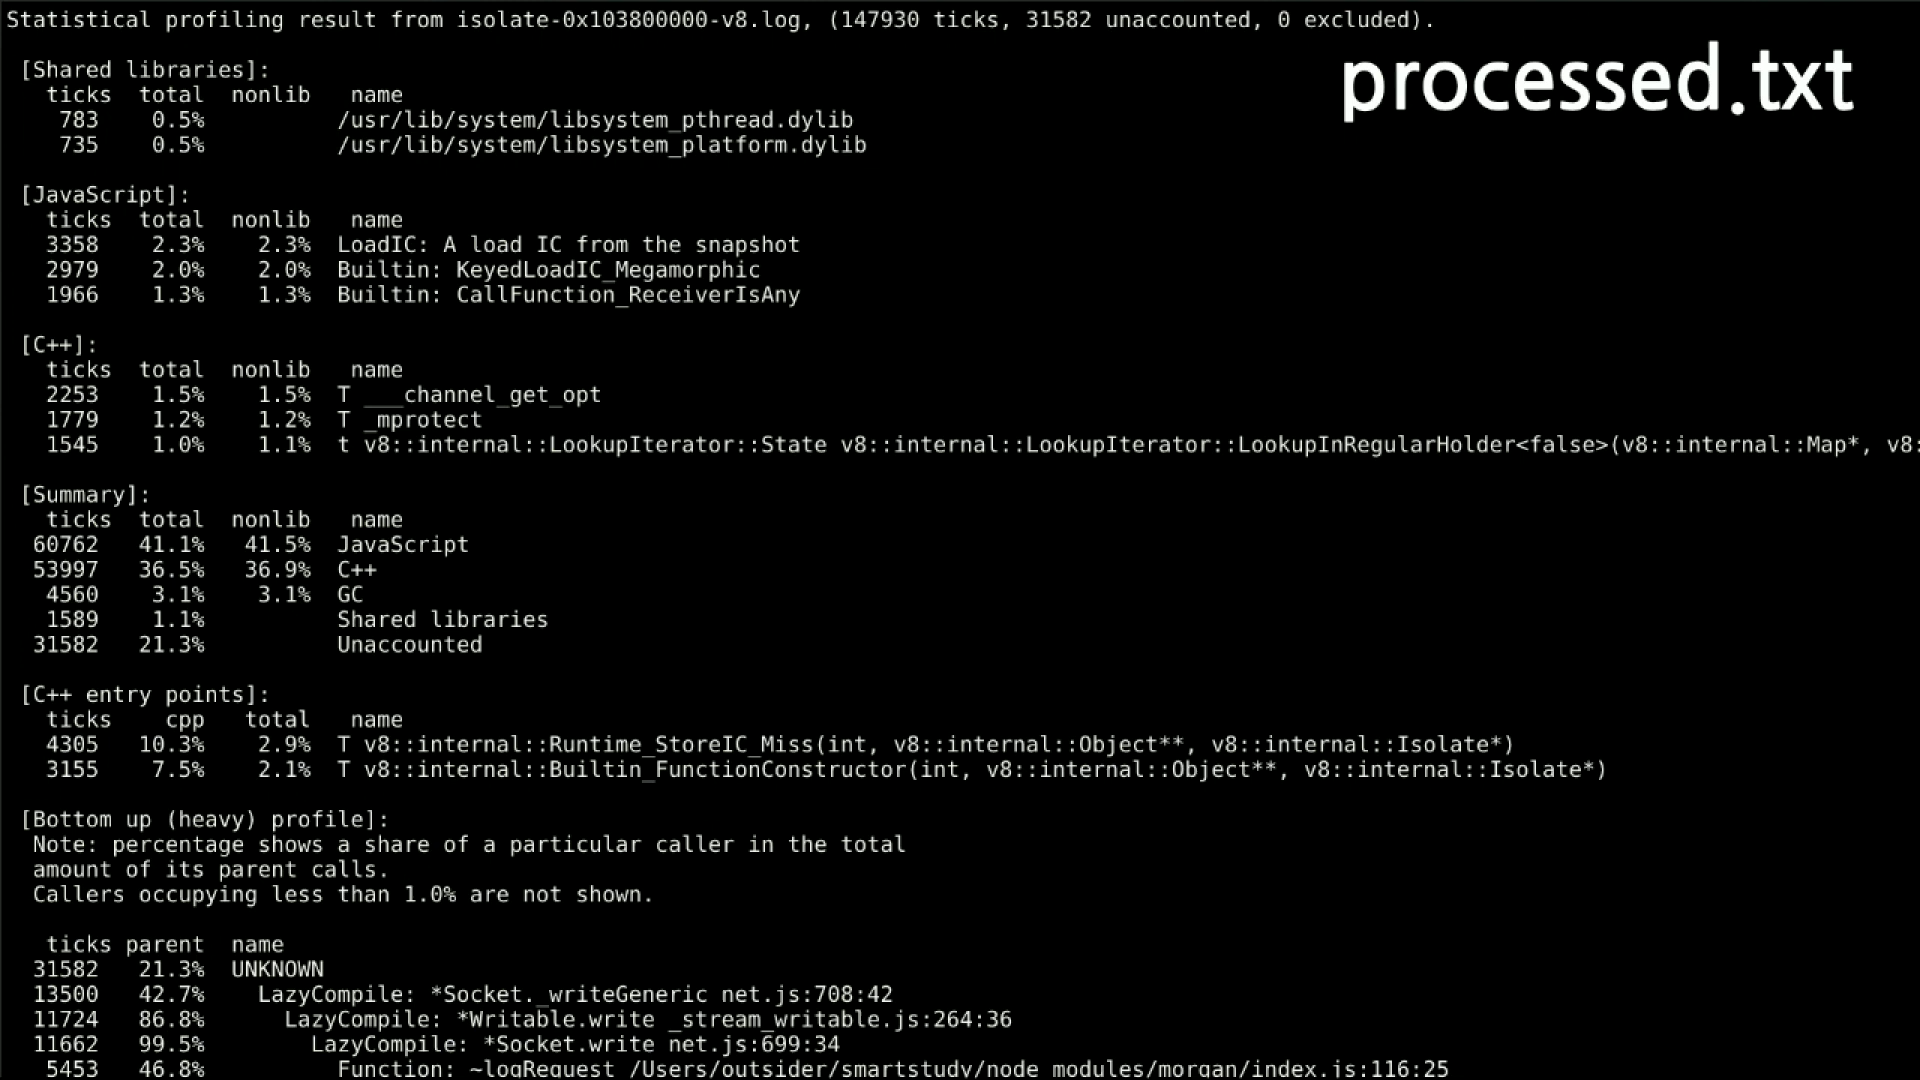 Statistical profiling result from isolate-0x103800000-v8.log, (147930 ticks, 31582 unaccounted, 0 excluded).
processed.txt
[Shared libraries]:
ticks total nonlib name
783 0.5% /usr/lib/system/libsystem_pthread.dylib
735 0.5% /usr/lib/system/libsystem_platform.dylib
[JavaScript]:
ticks total nonlib name
3358 2.3% 2.3% LoadIC: A load IC from the snapshot
2979 2.0% 2.0% Builtin: KeyedLoadIC_Megamorphic
1966 1.3% 1.3% Builtin: CallFunction_ReceiverIsAny
[C++]:
ticks total nonlib name
2253 1.5% 1.5% T ___channel_get_opt
1779 1.2% 1.2% T _mprotect
1545 1.0% 1.1% t v8::internal::LookupIterator::State v8::internal::LookupIterator::LookupInRegularHolder<false>(v8::internal::Map*, v8:
[Summary]:
ticks total nonlib name
60762 41.1% 41.5% JavaScript
53997 36.5% 36.9% C++
4560 3.1% 3.1% GC
1589 1.1% Shared libraries
31582 21.3% Unaccounted
[C++ entry points]:
ticks cpp total name
4305 10.3% 2.9% T v8::internal::Runtime_StoreIC_Miss(int, v8::internal::Object**, v8::internal::Isolate*)
3155 7.5% 2.1% T v8::internal::Builtin_FunctionConstructor(int, v8::internal::Object**, v8::internal::Isolate*)
[Bottom up (heavy) profile]:
Note: percentage shows a share of a particular caller in the total
amount of its parent calls.
Callers occupying less than 1.0% are not shown.
ticks parent name
31582 21.3% UNKNOWN
13500 42.7% LazyCompile: *Socket._writeGeneric net.js:708:42
11724 86.8% LazyCompile: *Writable.write _stream_writable.js:264:36
11662 99.5% LazyCompile: *Socket.write net.js:699:34
5453 46.8% Function: ~logRequest /Users/outsider/smartstudy/node_modules/morgan/index.js:116:25